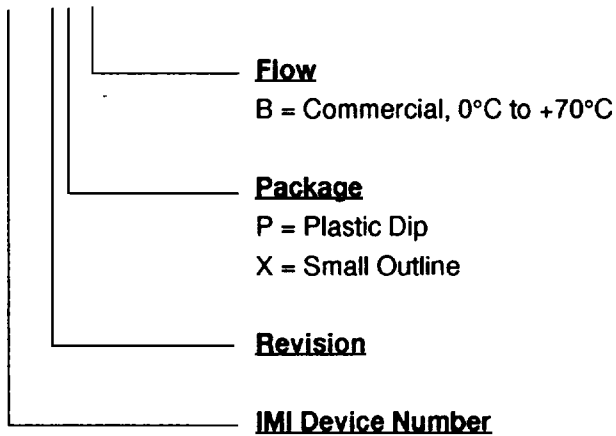 Flow
B = Commercial, 0°C to +70°C
Package
P = Plastic Dip
X = Small Outline
Revision
IMI Device Number